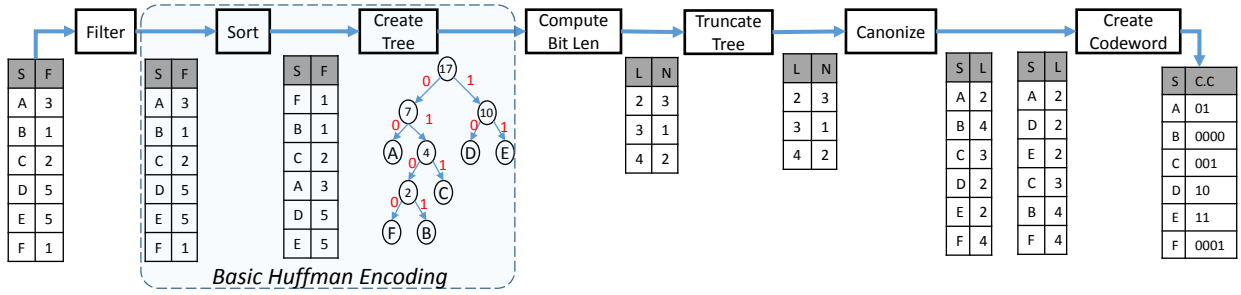 Filter
Sort
Create
Tree
Compute
Bit Len
Truncate
Tree
Canonize
Create
Codeword
S F
A 3
B 1
C 2
D 5
E 5
F 1
S F
A 3
B 1
C 2
D 5
E 5
F 1
S F
F 1
B 1
C 2
A 3
D 5
E 5
17
0 1
7 10
0 1 0 1
A 4 D E
0 1
2 C
0 1
F B
Basic Huffman Encoding
L N
2 3
3 1
4 2
L N
2 3
3 1
4 2
S L
A 2
B 4
C 3
D 2
E 2
F 4
S L
A 2
D 2
E 2
C 3
B 4
F 4
S C.C
A 01
B 0000
C 001
D 10
E 11
F 0001